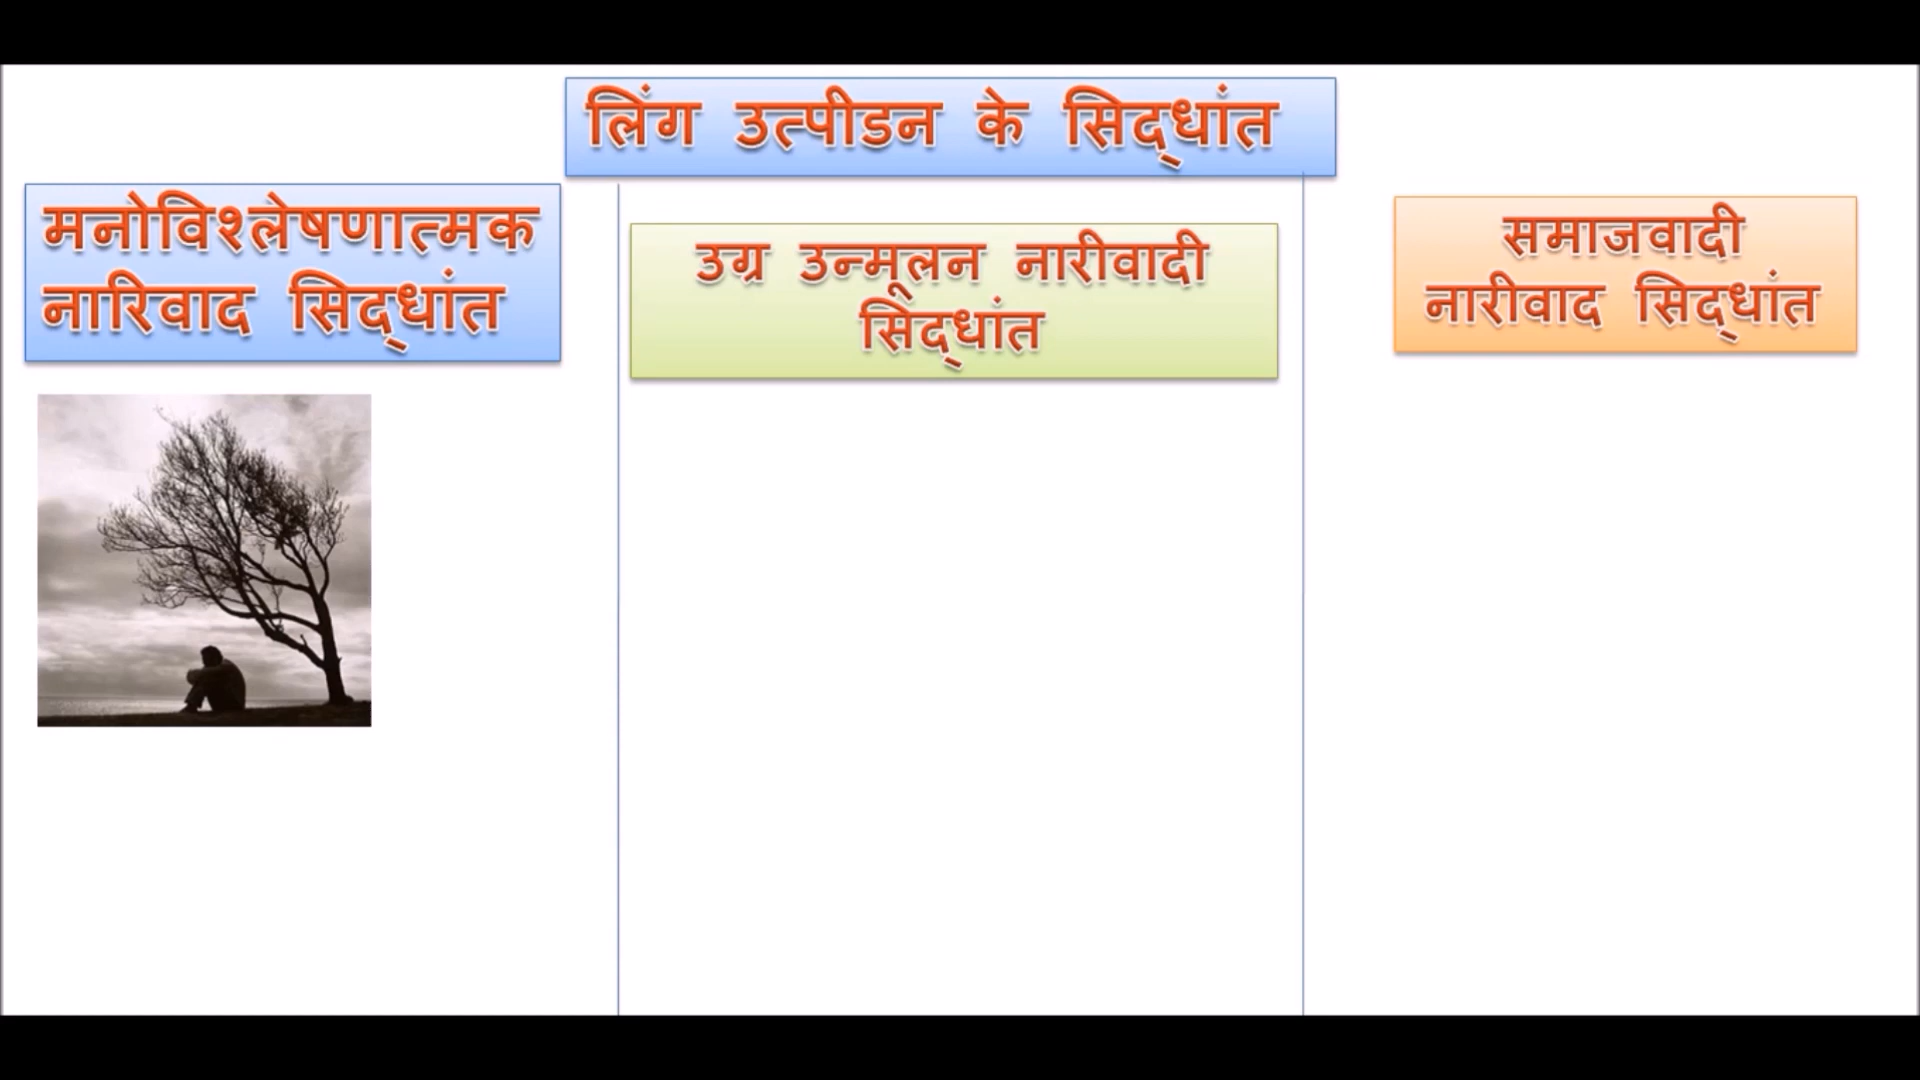 लिंग उत्पीडन के सिद्धांत
मनोविश्लेषणात्मक
नारिवाद सिद्धांत
उग्र उन्मूलन नारीवादी
सिद्धांत
समाजवादी
नारीवाद सिद्धांत